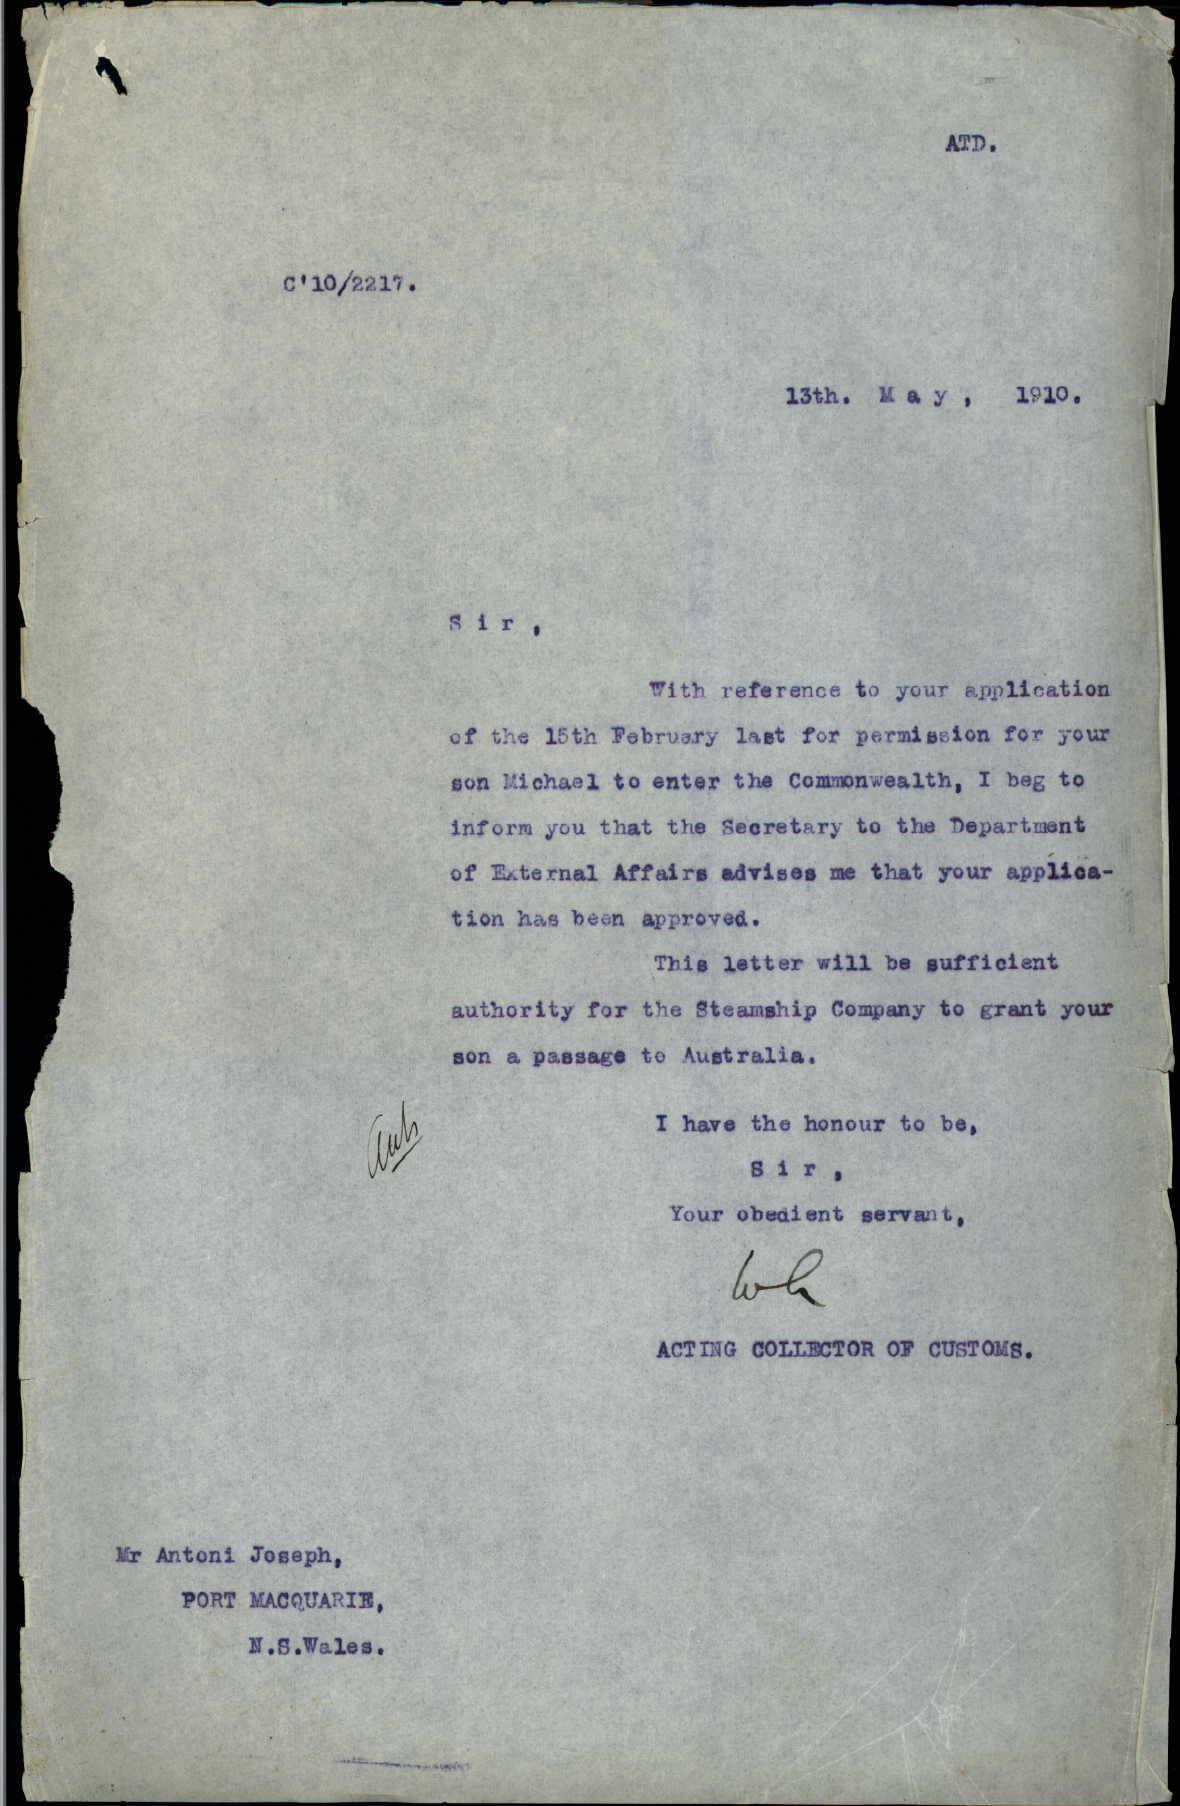 ATD.
C'10/2217.
13th. M a y , 1910.
S i r ,
With reference to your application
of the 15th February last for permission for your
son Michael to enter the Commonwealth, I beg to
inform you that the Secretary to the Department
of External Affairs advises me that your applica-
tion has been approved.
This letter will be sufficient
authority for the Steamship Company to grant your
son a passage to Australia.
I have the honour to be,
S i r ,
Your obedient servant,
ACTING COLLECTOR OF CUSTOMS.
Mr Antoni Joseph,
PORT MACQUARIE,
N.S.Wales.